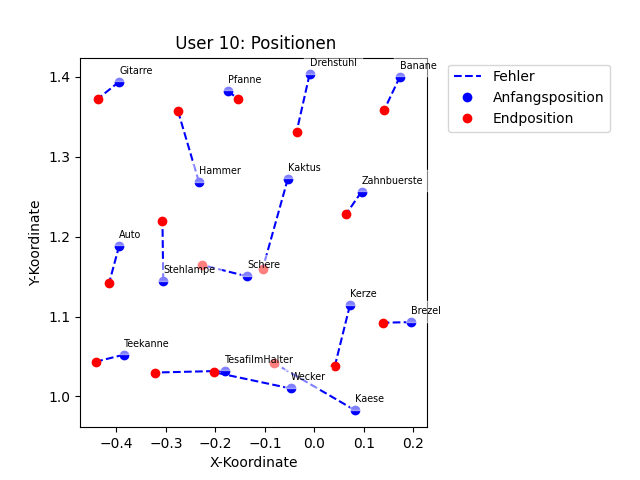 User 10: Positionen
Drehstuhl
Gitarre
Banane
Pfanne
Hammer
Kaktus
Zahnbuerste
Auto
Stehlampe
Schere
Kerze
Brezel
Teekanne
TesafilmHalter
Wecker
Kaese
Fehler
Anfangsposition
Endposition
1.4
1.3
1.2
1.1
1.0
Y-Koordinate
−0.4 −0.3 −0.2 −0.1 0.0 0.1 0.2
X-Koordinate